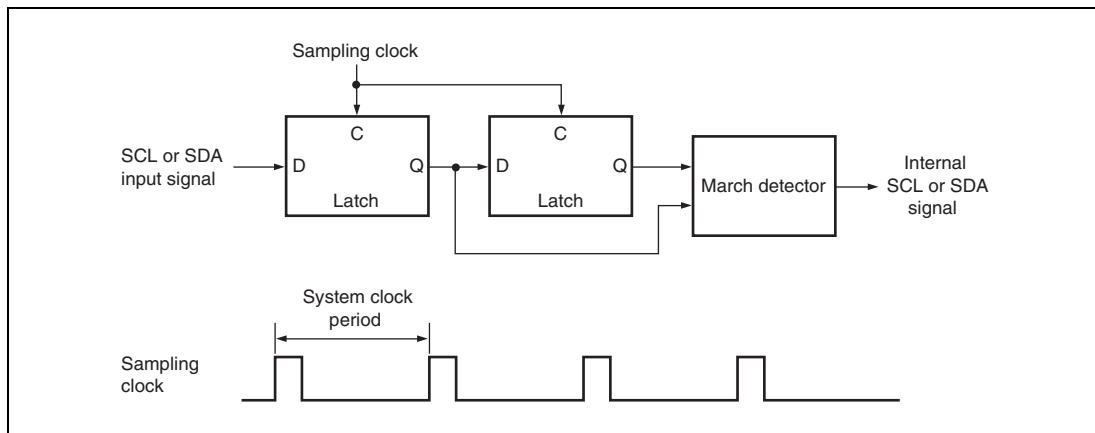 Sampling clock
SCL or SDA
input signal
C
D
Q
Latch
C
D
Q
Latch
March detector
Internal
SCL or SDA
signal
System clock
period
Sampling
clock